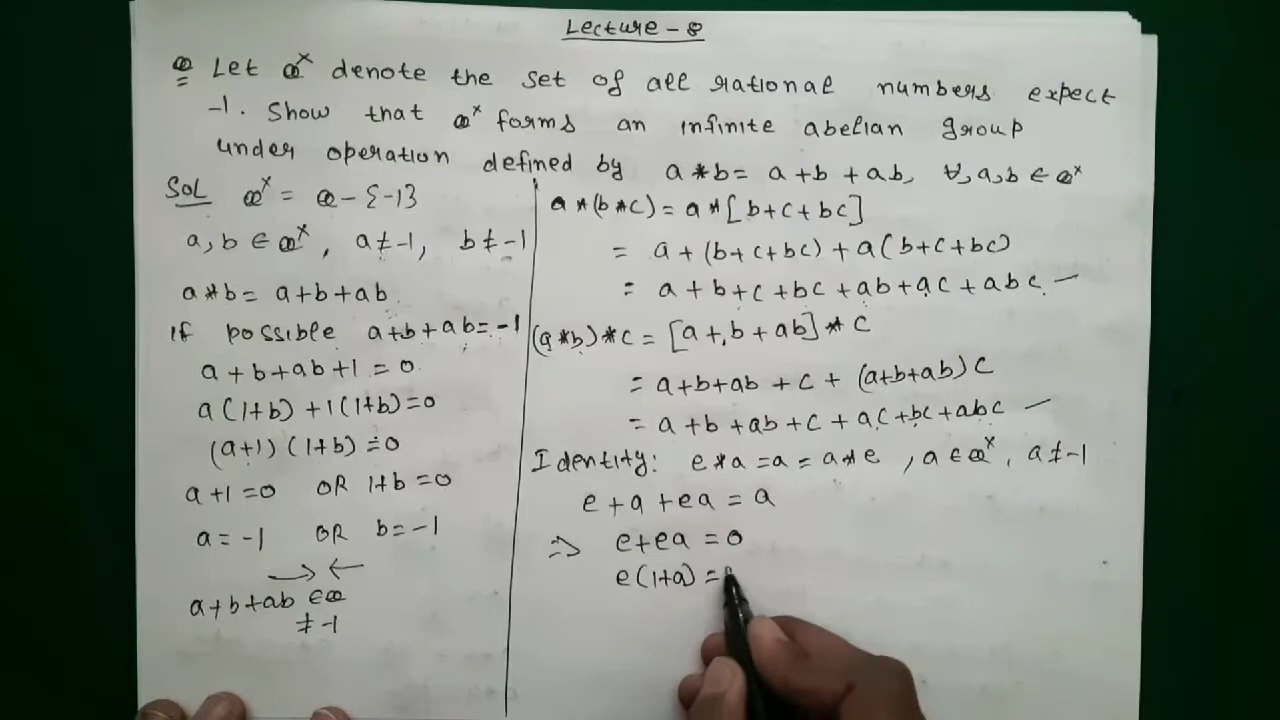 Lecture - 8
Q Let Q^x denote the set of all rational numbers expect
-1. Show that Q^x forms an infinite abelian group
under operation defined by a * b = a + b + ab, ∀, a, b ∈ Q^x
Sol Q^x = Q - {-1}
a, b ∈ Q^x, a ≠ -1, b ≠ -1
a * b = a + b + ab
If possible a + b + ab = -1
a + b + ab + 1 = 0
a (1+b) + 1(1+b) = 0
(a+1) (1+b) = 0
a+1 = 0 OR 1+b = 0
a = -1 OR b = -1
→ ←
a + b + ab ∈ Q
≠ -1
a * (b * c) = a * [b + c + bc]
= a + (b + c + bc) + a (b + c + bc)
= a + b + c + bc + ab + ac + abc —
(a * b) * c = [a + b + ab] * c
= a + b + ab + c + (a+b+ab) c
= a + b + ab + c + ac + bc + abc —
Identity: e * a = a = a * e , a ∈ Q^x, a ≠ -1
e + a + ea = a
⇒ e + ea = 0
e (1+a) =